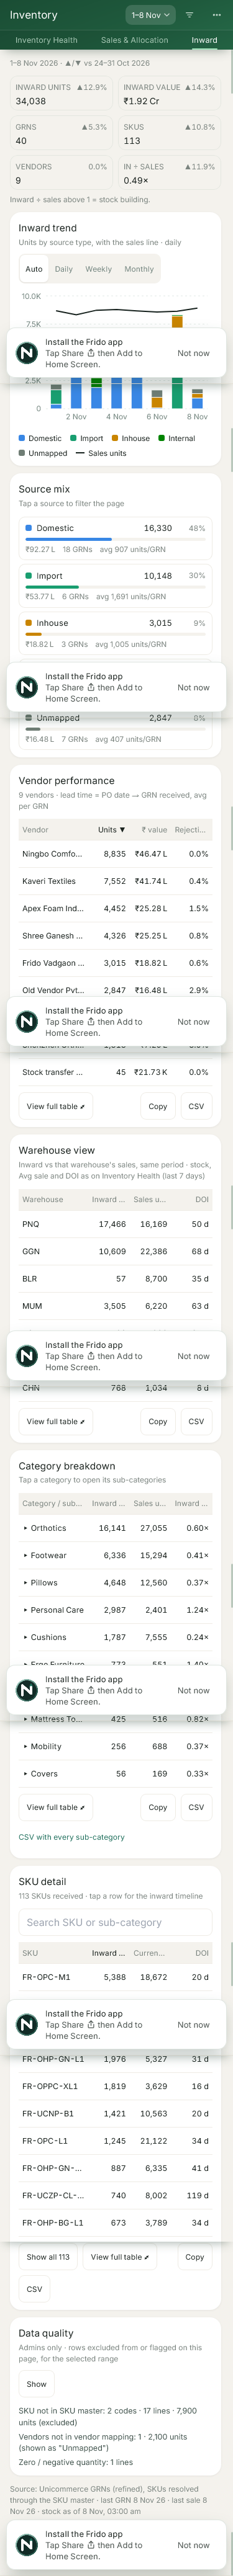 Inventory
1–8 Nov
Inventory Health
Sales & Allocation
Inward
1–8 Nov 2026 · ▲/▼ vs 24–31 Oct 2026
INWARD UNITS ▲12.9%
34,038
INWARD VALUE ▲14.3%
₹1.92 Cr
GRNS ▲5.3%
40
SKUS ▲10.8%
113
VENDORS 0.0%
9
IN ÷ SALES ▲11.9%
0.49×
Inward ÷ sales above 1 = stock building.
Inward trend
Units by source type, with the sales line · daily
Auto Daily Weekly Monthly
10.0K
7.5K
Install the Frido app
Tap Share then Add to
Home Screen.
Not now
2.5K
0
2 Nov 4 Nov 6 Nov 8 Nov
Domestic Import Inhouse Internal
Unmapped Sales units
Source mix
Tap a source to filter the page
Domestic 16,330 48%
₹92.27 L 18 GRNs avg 907 units/GRN
Import 10,148 30%
₹53.77 L 6 GRNs avg 1,691 units/GRN
Inhouse 3,015 9%
₹18.82 L 3 GRNs avg 1,005 units/GRN
Install the Frido app
Tap Share then Add to
Home Screen.
Not now
Unmapped 2,847 8%
₹16.48 L 7 GRNs avg 407 units/GRN
Vendor performance
9 vendors · lead time = PO date → GRN received, avg
per GRN
Vendor Units ▼ ₹ value Rejecti...
Ningbo Comfo... 8,835 ₹46.47 L 0.0%
Kaveri Textiles 7,552 ₹41.74 L 0.4%
Apex Foam Ind... 4,452 ₹25.28 L 1.5%
Shree Ganesh ... 4,326 ₹25.25 L 0.8%
Frido Vadgaon ... 3,015 ₹18.82 L 0.6%
Old Vendor Pvt... 2,847 ₹16.48 L 2.9%
Install the Frido app
Tap Share then Add to
Home Screen.
Not now
Stock transfer ... 45 ₹21.73 K 0.0%
View full table Copy CSV
Warehouse view
Inward vs that warehouse's sales, same period · stock,
Avg sale and DOI as on Inventory Health (last 7 days)
Warehouse Inward ... Sales u... DOI
PNQ 17,466 16,169 50 d
GGN 10,609 22,386 68 d
BLR 57 8,700 35 d
MUM 3,505 6,220 63 d
Install the Frido app
Tap Share then Add to
Home Screen.
Not now
CHN 768 1,034 8 d
View full table Copy CSV
Category breakdown
Tap a category to open its sub-categories
Category / sub... Inward ... Sales u... Inward ...
▸ Orthotics 16,141 27,055 0.60×
▸ Footwear 6,336 15,294 0.41×
▸ Pillows 4,648 12,560 0.37×
▸ Personal Care 2,987 2,401 1.24×
▸ Cushions 1,787 7,555 0.24×
▸ Ergo Furniture 773 551 1.40×
Install the Frido app
Tap Share then Add to
Home Screen.
Not now
▸ Mattress To... 425 516 0.82×
▸ Mobility 256 688 0.37×
▸ Covers 56 169 0.33×
View full table Copy CSV
CSV with every sub-category
SKU detail
113 SKUs received · tap a row for the inward timeline
Search SKU or sub-category
SKU Inward ... Curren... DOI
FR-OPC-M1 5,388 18,672 20 d
Install the Frido app
Tap Share then Add to
Home Screen.
Not now
FR-OHP-GN-L1 1,976 5,327 31 d
FR-OPPC-XL1 1,819 3,629 16 d
FR-UCNP-B1 1,421 10,563 20 d
FR-OPC-L1 1,245 21,122 34 d
FR-OHP-GN-... 887 6,335 41 d
FR-UCZP-CL-... 740 8,002 119 d
FR-OHP-BG-L1 673 3,789 34 d
Show all 113 View full table Copy
CSV
Data quality
Admins only · rows excluded from or flagged on this
page, for the selected range
Show
SKU not in SKU master: 2 codes · 17 lines · 7,900
units (excluded)
Vendors not in vendor mapping: 1 · 2,100 units
(shown as "Unmapped")
Zero / negative quantity: 1 lines
Source: Unicommerce GRNs (refined), SKUs resolved
through the SKU master · last GRN 8 Nov 26 · last sale 8
Nov 26 · stock as of 8 Nov, 03:00 am
Install the Frido app
Tap Share then Add to
Home Screen.
Not now